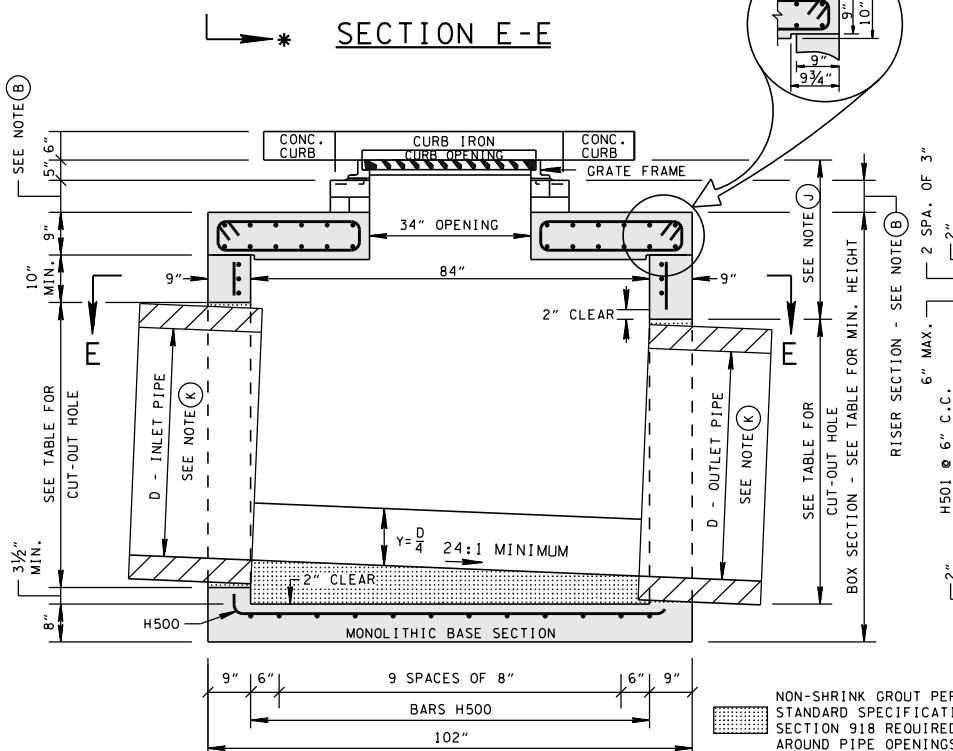 *
SECTION E-E
9"
10"
9"
9¾"
SEE NOTE B
6"
5"
CONC.
CURB
CURB IRON
CURB OPENING
CONC.
CURB
GRATE FRAME
9"
34" OPENING
10"
MIN.
9"
84"
9"
2" CLEAR
E
E
SEE NOTE J
RISER SECTION - SEE NOTE B
2 SPA. OF 3"
2"
6" MAX.
H501 @ 6" C.C.
2"
SEE TABLE FOR
CUT-OUT HOLE
D - INLET PIPE
SEE NOTE K
D - OUTLET PIPE
SEE NOTE K
SEE TABLE FOR
CUT-OUT HOLE
BOX SECTION - SEE TABLE FOR MIN. HEIGHT
Y=D/4
24:1 MINIMUM
3½"
MIN.
2" CLEAR
8"
H500
MONOLITHIC BASE SECTION
9"
6"
9 SPACES OF 8"
6"
9"
BARS H500
102"
NON-SHRINK GROUT PER
STANDARD SPECIFICATI
SECTION 918 REQUIRED
AROUND PIPE OPENINGS